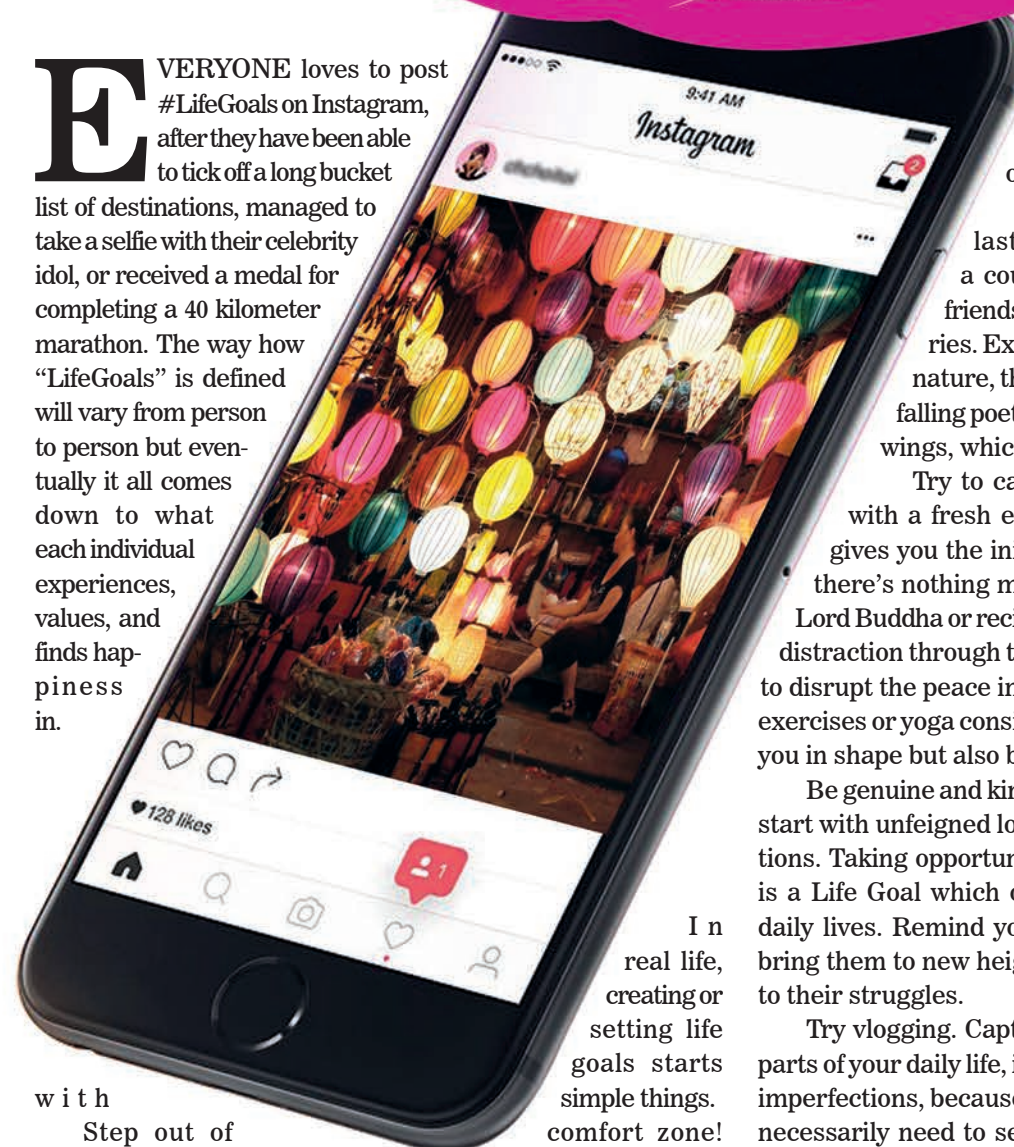 EVERYONE loves to post
#LifeGoals on Instagram,
after they have been able
to tick off a long bucket
list of destinations, managed to
take a selfie with their celebrity
idol, or received a medal for
completing a 40 kilometer
marathon. The way how
“LifeGoals” is defined
will vary from person
to person but even-
tually it all comes
down to what
each individual
experiences,
values, and
finds hap-
piness
in.
In
real life,
creating or
setting life
goals starts
with simple things.
Step out of comfort zone!
9:41 AM
Instagram
2
128 likes
1
o
last
a cou
friends
ries. Ex
nature, th
falling poet
wings, which
Try to ca
with a fresh e
gives you the ini
there’s nothing m
Lord Buddha or reci
distraction through t
to disrupt the peace in
exercises or yoga consi
you in shape but also b
Be genuine and kin
start with unfeigned lo
tions. Taking opportun
is a Life Goal which c
daily lives. Remind yo
bring them to new heig
to their struggles.
Try vlogging. Capt
parts of your daily life, i
imperfections, because
necessarily need to se